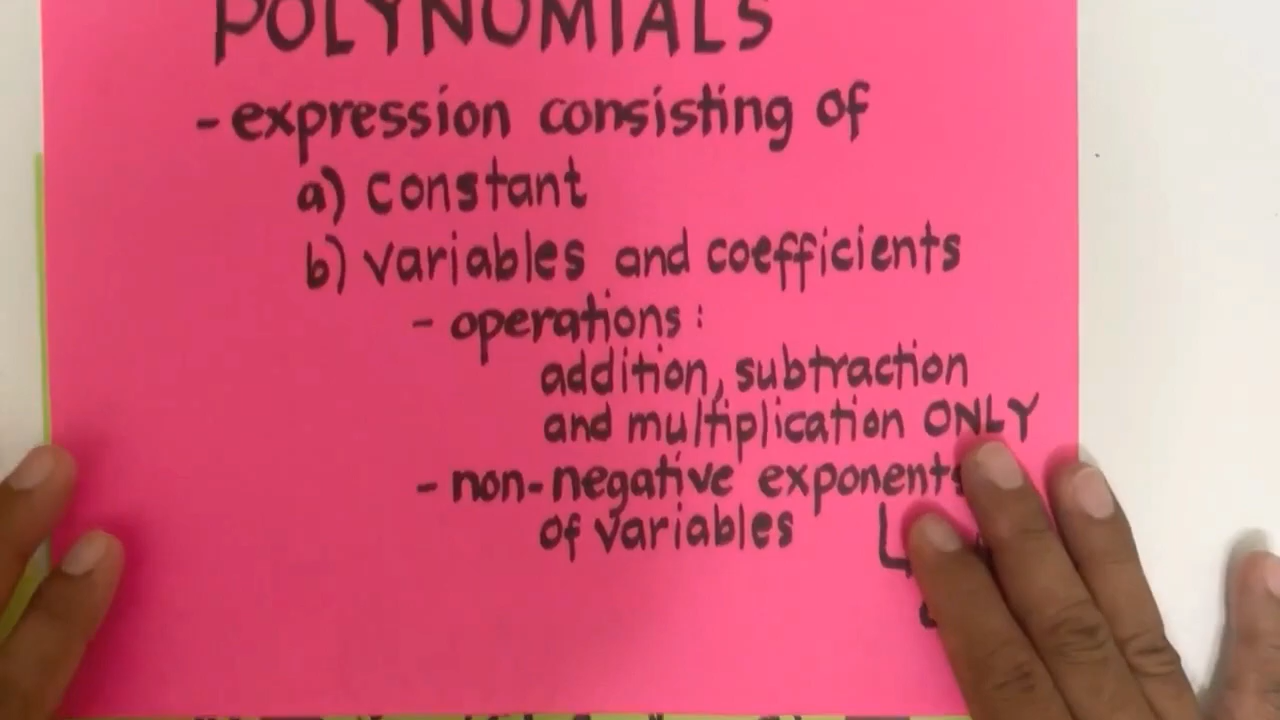 POLYNOMIALS
- expression consisting of
a) constant
b) variables and coefficients
- operations:
addition, subtraction
and multiplication ONLY
- non-negative exponents
of variables